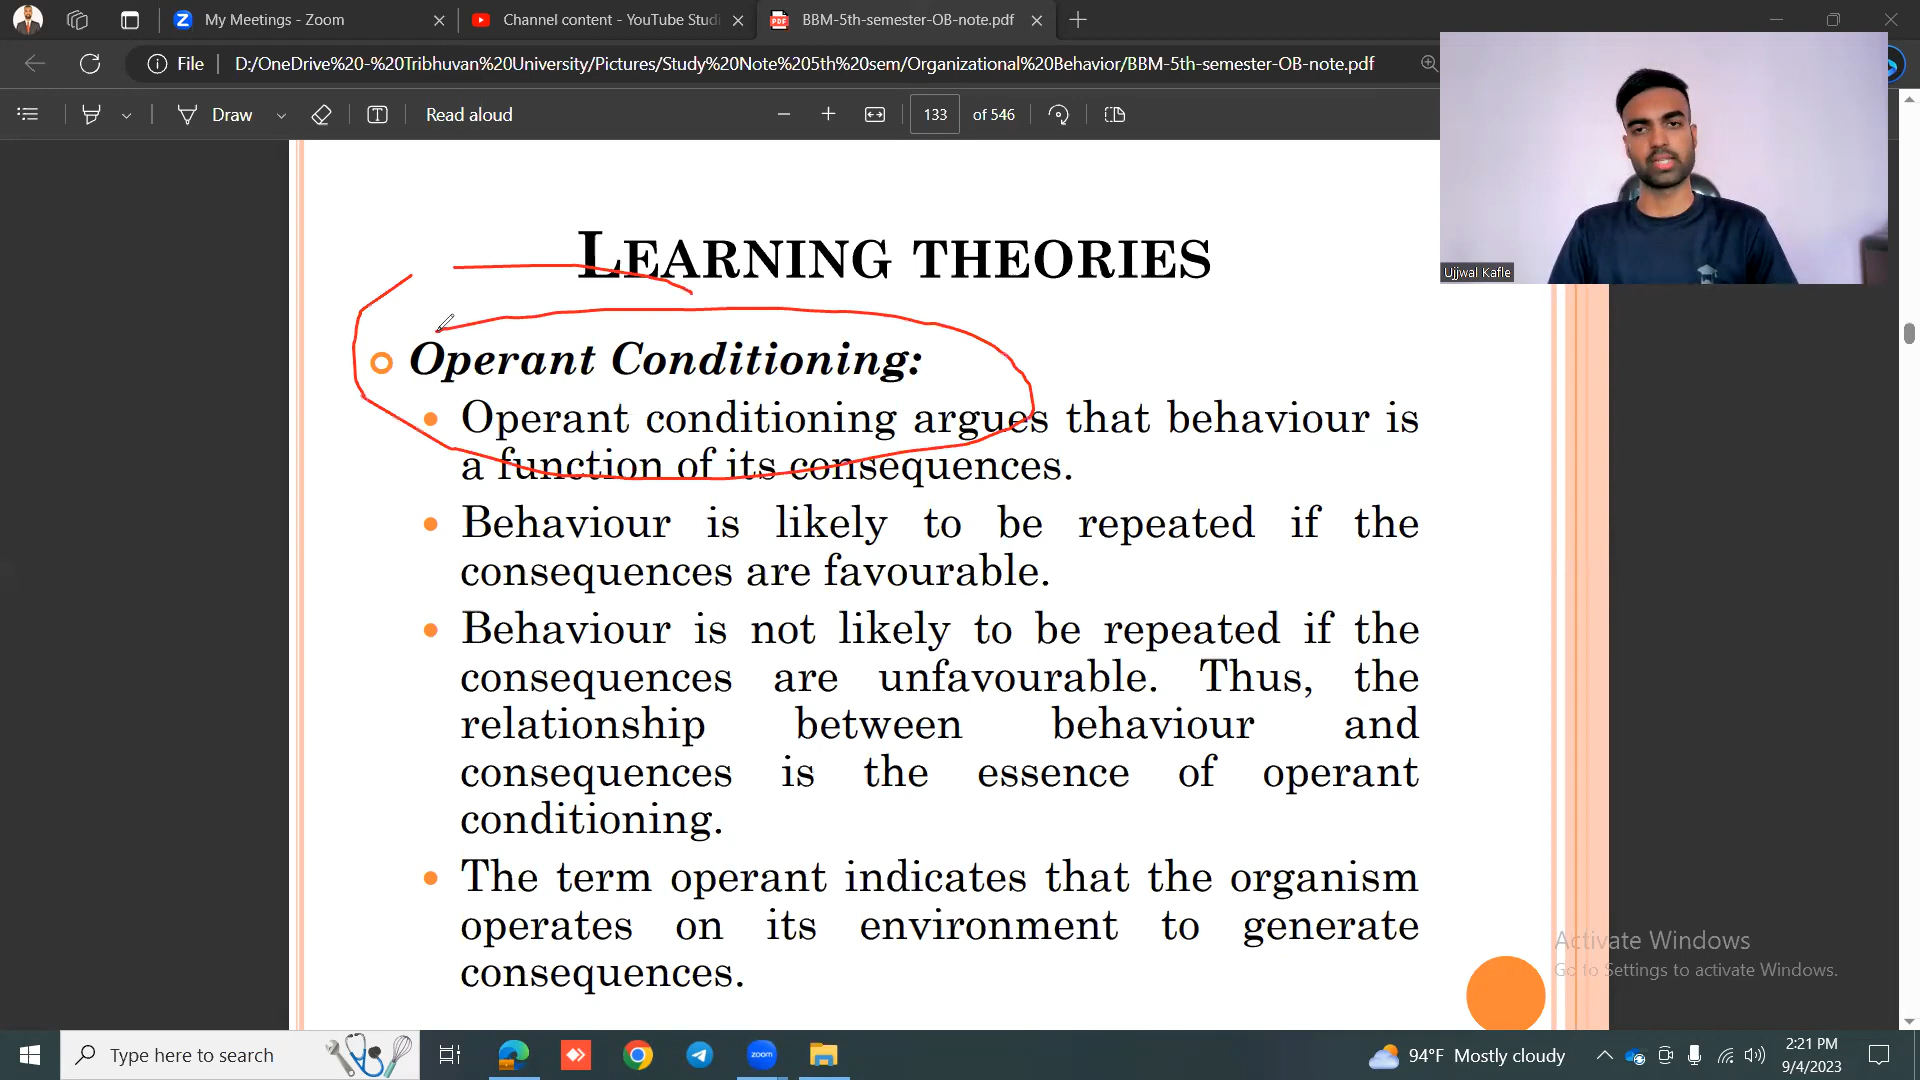 My Meetings - Zoom
Channel content - YouTube Studi
BBM-5th-semester-OB-note.pdf
File
D:/OneDrive%20-%20Tribhuvan%20University/Pictures/Study%20Note%205th%20sem/Organizational%20Behavior/BBM-5th-semester-OB-note.pdf
Draw
Read aloud
133 of 546
Ujjwal Kafle
LEARNING THEORIES
Operant Conditioning:
Operant conditioning argues that behaviour is
a function of its consequences.
Behaviour is likely to be repeated if the
consequences are favourable.
Behaviour is not likely to be repeated if the
consequences are unfavourable. Thus, the
relationship between behaviour and
consequences is the essence of operant
conditioning.
The term operant indicates that the organism
operates on its environment to generate
consequences.
Activate Windows
Go to Settings to activate Windows.
Type here to search
zoom
94°F Mostly cloudy
2:21 PM
9/4/2023